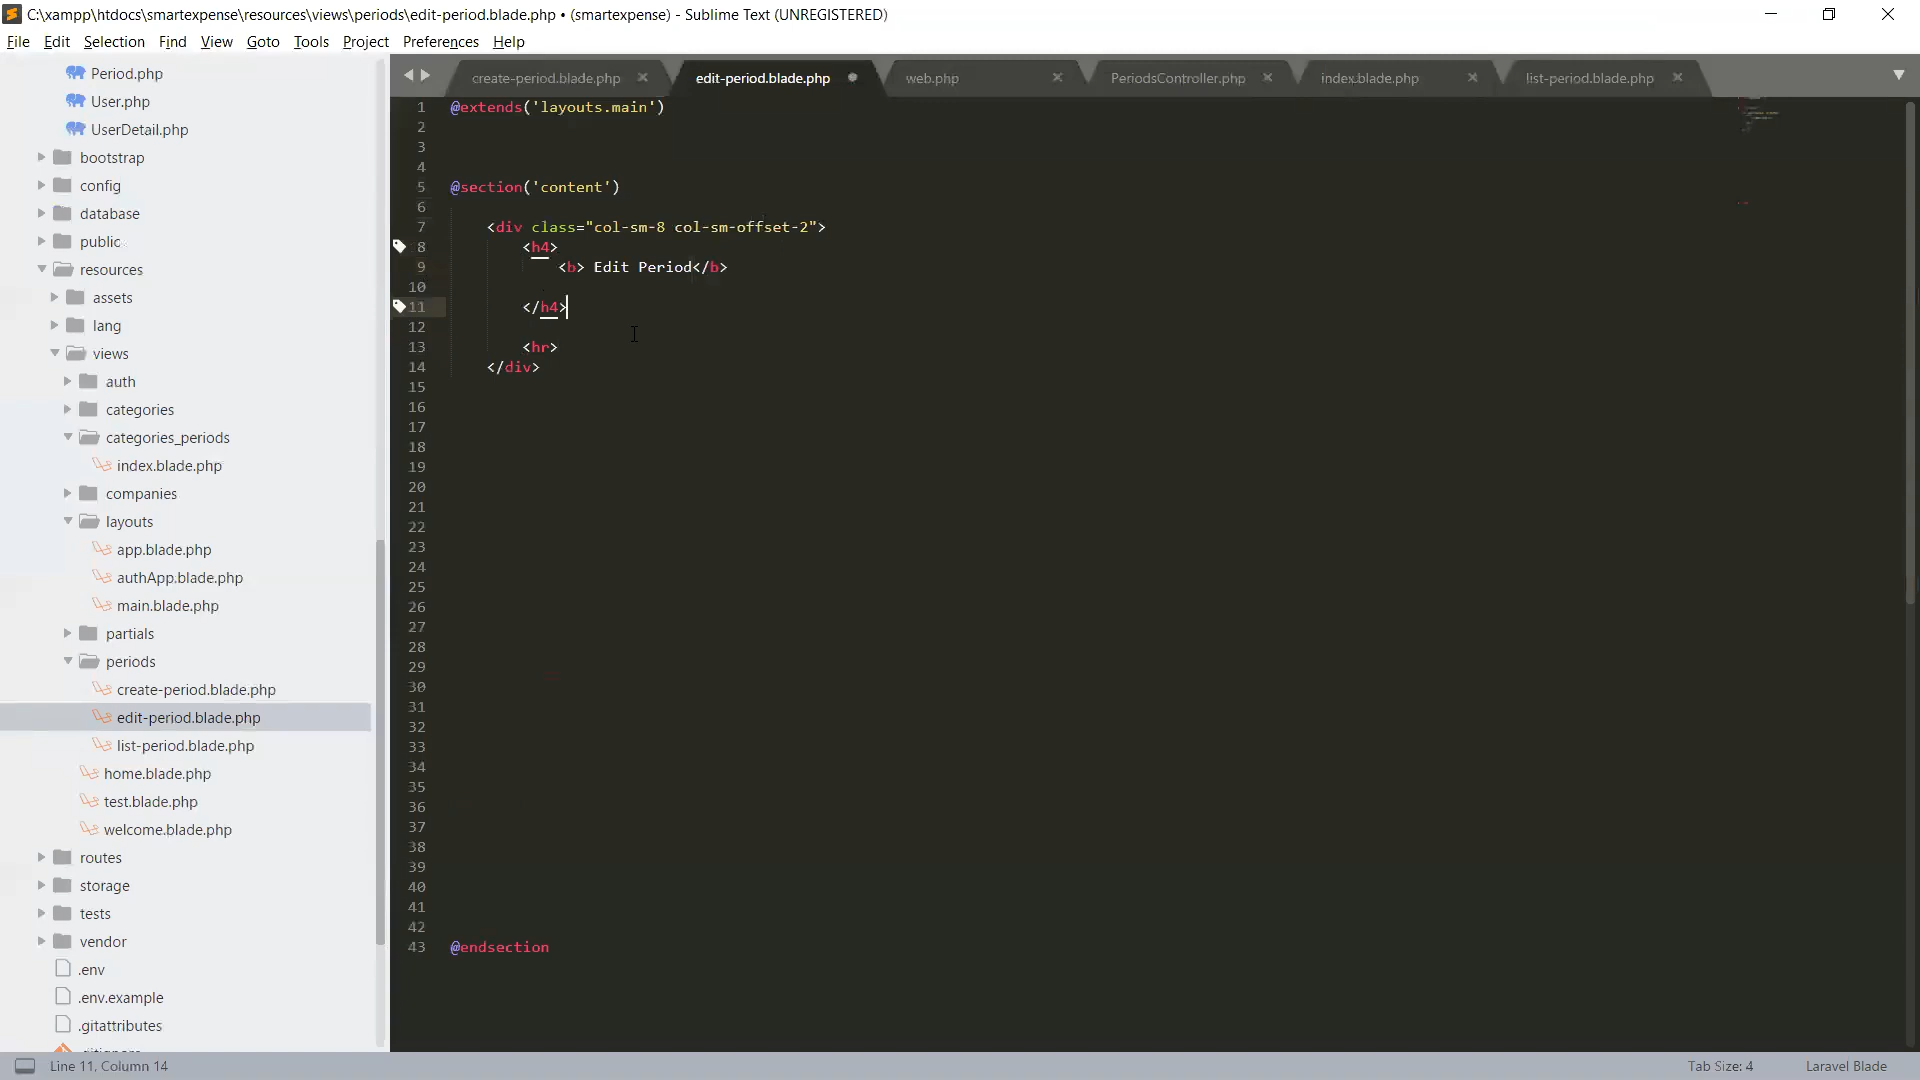 C:\xampp\htdocs\smartexpense\resources\views\periods\edit-period.blade.php • (smartexpense) - Sublime Text (UNREGISTERED)
File Edit Selection Find View Goto Tools Project Preferences Help
create-period.blade.php edit-period.blade.php web.php PeriodsController.php index.blade.php list-period.blade.php
Period.php
User.php
UserDetail.php
bootstrap
config
database
public
resources
assets
lang
views
auth
categories
categories_periods
index.blade.php
companies
layouts
app.blade.php
authApp.blade.php
main.blade.php
partials
periods
create-period.blade.php
edit-period.blade.php
list-period.blade.php
home.blade.php
test.blade.php
welcome.blade.php
routes
storage
tests
vendor
.env
.env.example
.gitattributes
1 @extends('layouts.main')
2
3
4
5 @section('content')
6
7 <div class="col-sm-8 col-sm-offset-2">
8 <h4>
9 <b> Edit Period</b>
10
11 </h4>
12
13 <hr>
14 </div>
15
16
17
18
19
20
21
22
23
24
25
26
27
28
29
30
31
32
33
34
35
36
37
38
39
40
41
42
43 @endsection
Line 11, Column 14 Tab Size: 4 Laravel Blade